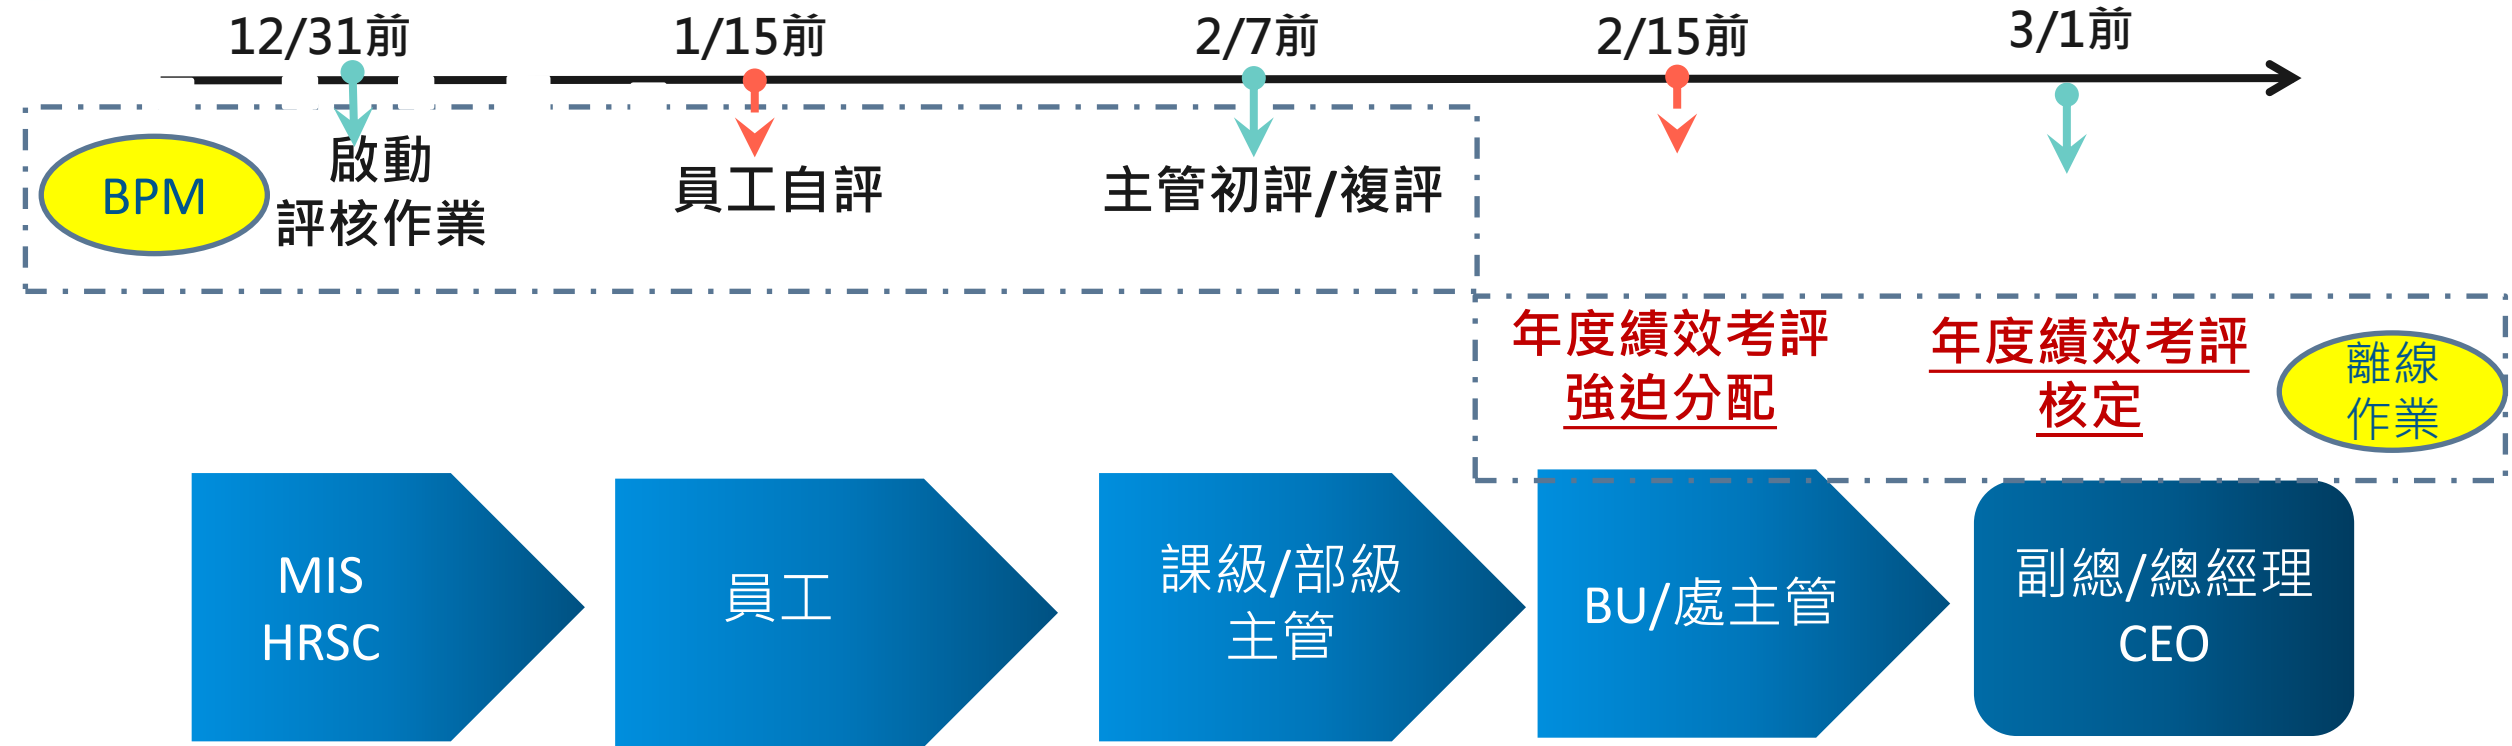 12/31前
1/15前
2/7前
2/15前
3/1前
BPM
啟動
評核作業
員工自評
主管初評/復評
年度績效考評
強迫分配
年度績效考評
核定
離線
作業
MIS
HRSC
員工
課級/部級
主管
BU/處主管
副總/總經理
CEO